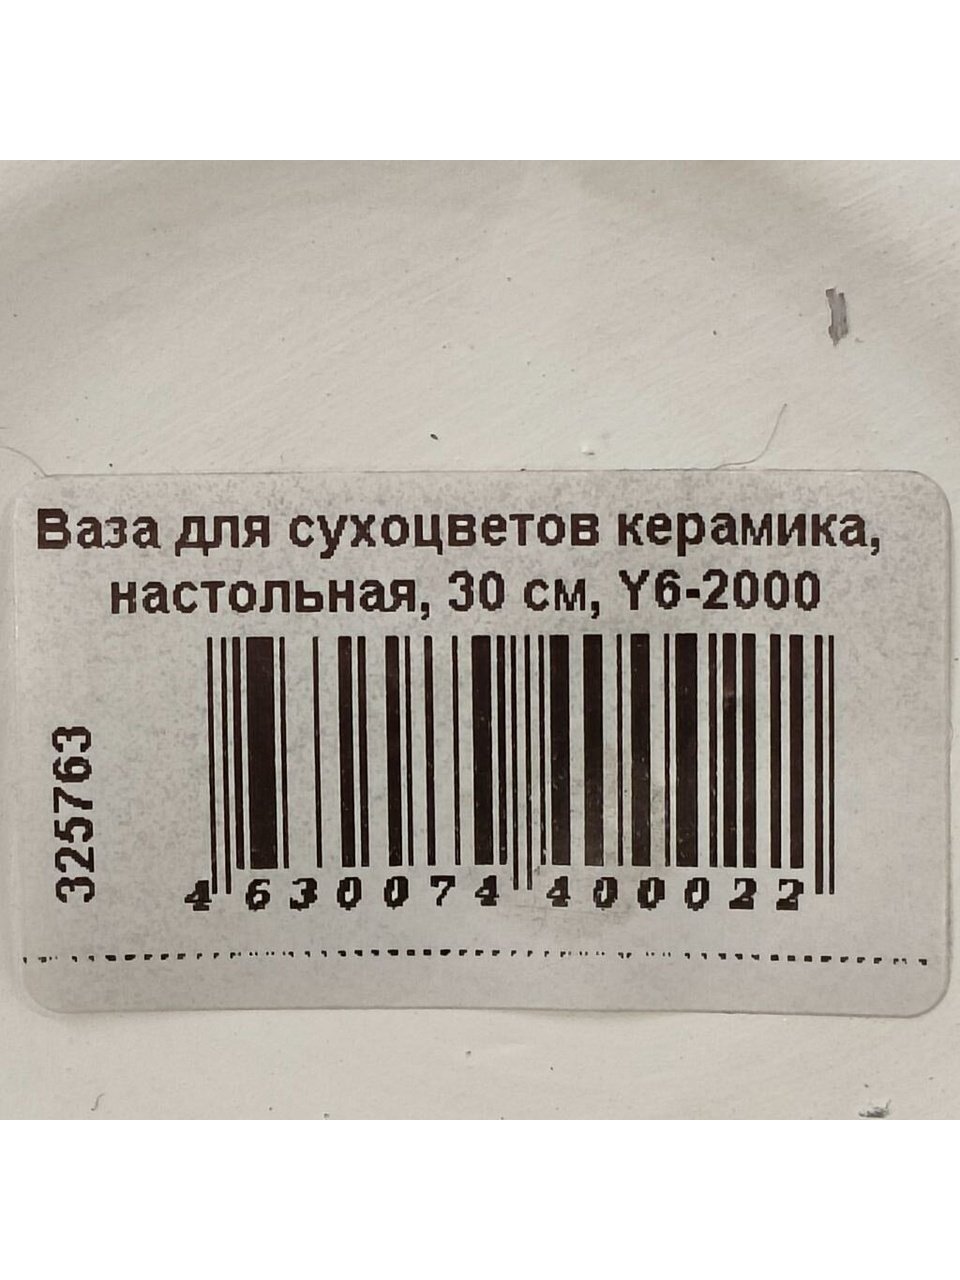 Ваза для сухоцветов керамика,
настольная, 30 см, Y6-2000
325763
4 630074 400022